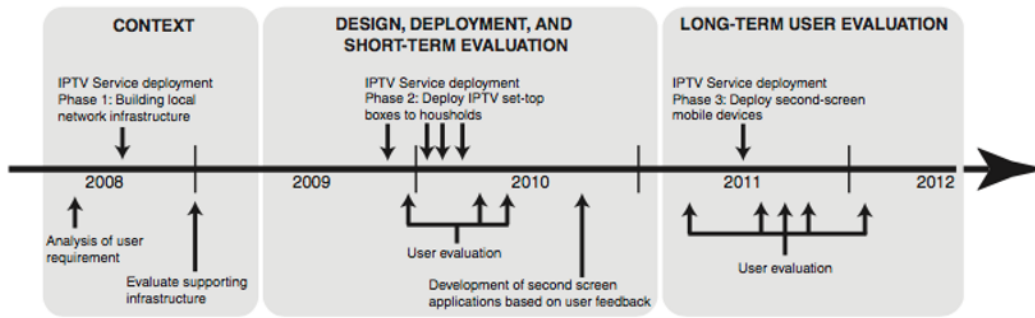 CONTEXT
DESIGN, DEPLOYMENT, AND
SHORT-TERM EVALUATION
LONG-TERM USER EVALUATION
IPTV Service deployment
Phase 1: Building local
network infrastructure
IPTV Service deployment
Phase 2: Deploy IPTV set-top
boxes to housholds
IPTV Service deployment
Phase 3: Deploy second-screen
mobile devices
2008
2009
2010
2011
2012
Analysis of user
requirement
Evaluate supporting
infrastructure
User evaluation
Development of second screen
applications based on user feedback
User evaluation